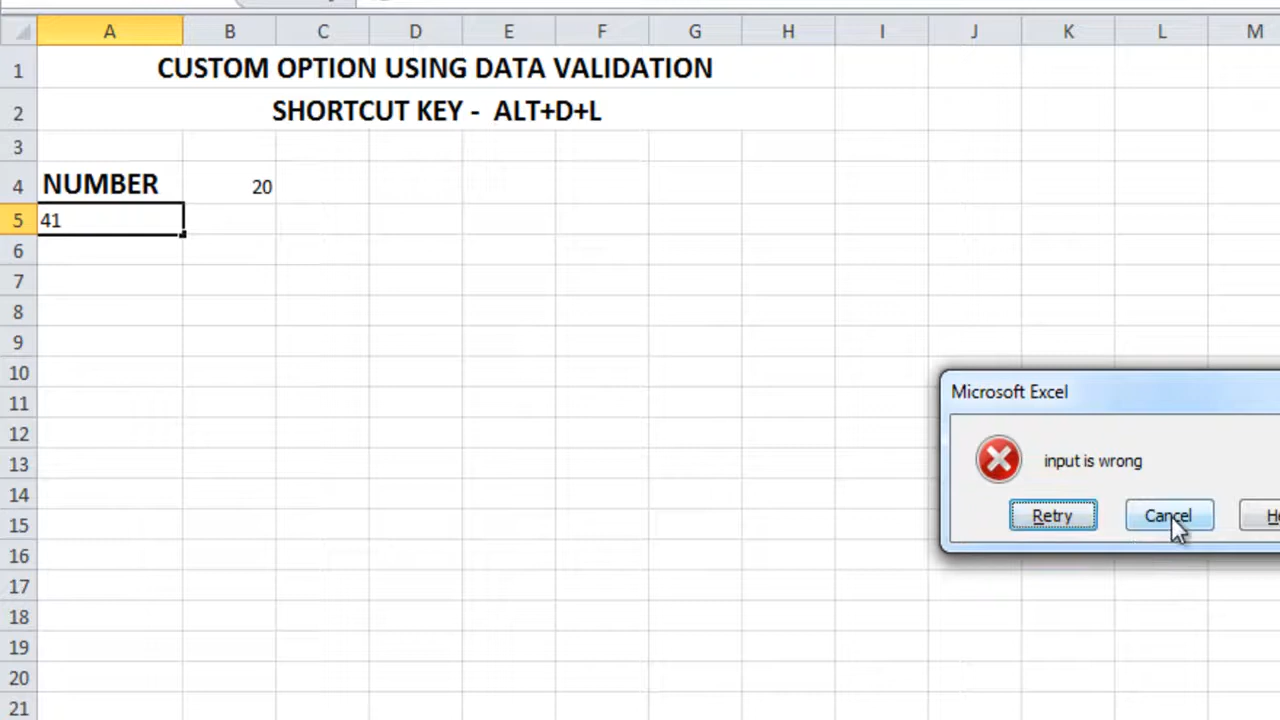 A B C D E F G H I J K L M
1 CUSTOM OPTION USING DATA VALIDATION
2 SHORTCUT KEY - ALT+D+L
3
4 NUMBER 20
5 41
6
7
8
9
10
11
12
13
14
15
16
17
18
19
20
21
Microsoft Excel
input is wrong
Retry Cancel He